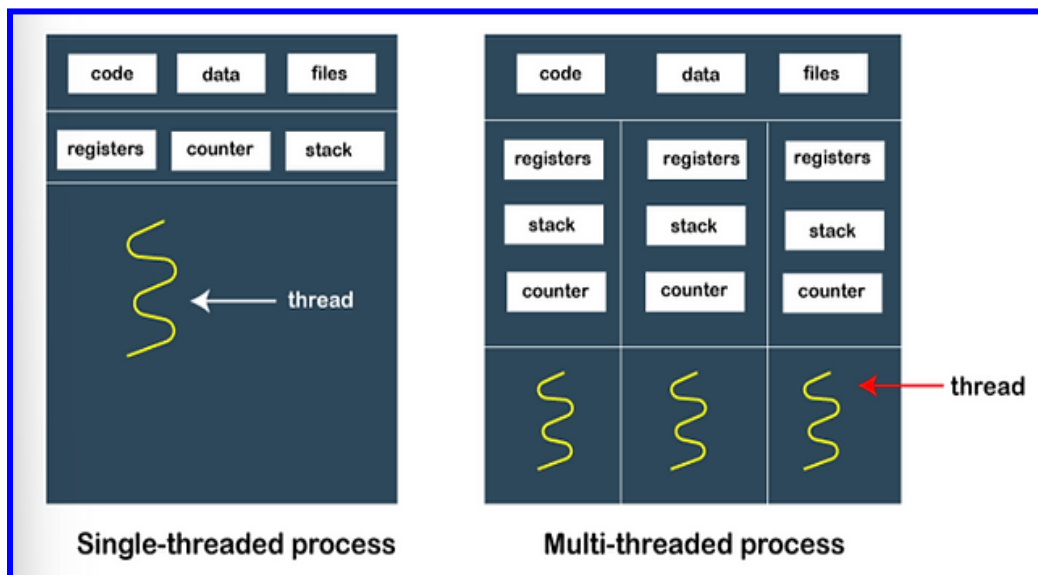 code data files
registers counter stack
thread
Single-threaded process
code data files
registers registers registers
stack stack stack
counter counter counter
thread
Multi-threaded process